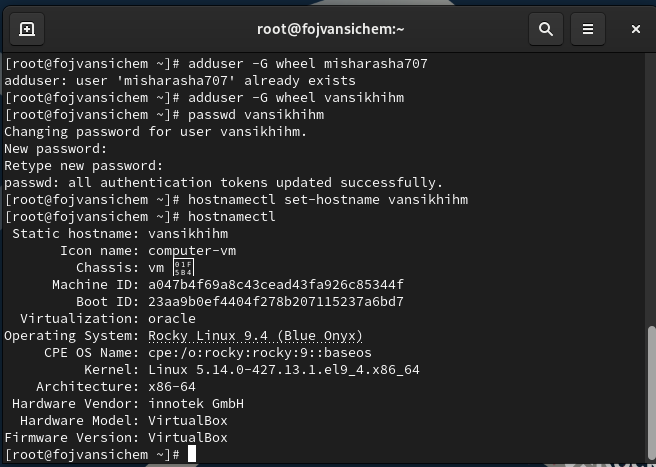 root@fojvansichem:~
[root@fojvansichem ~]# adduser -G wheel misharasha707
adduser: user 'misharasha707' already exists
[root@fojvansichem ~]# adduser -G wheel vansikhihm
[root@fojvansichem ~]# passwd vansikhihm
Changing password for user vansikhihm.
New password:
Retype new password:
passwd: all authentication tokens updated successfully.
[root@fojvansichem ~]# hostnamectl set-hostname vansikhihm
[root@fojvansichem ~]# hostnamectl
Static hostname: vansikhihm
Icon name: computer-vm
Chassis: vm 🖴
Machine ID: a047b4f69a8c43cead43fa926c85344f
Boot ID: 23aa9b0ef4404f278b207115237a6bd7
Virtualization: oracle
Operating System: Rocky Linux 9.4 (Blue Onyx)
CPE OS Name: cpe:/o:rocky:rocky:9::baseos
Kernel: Linux 5.14.0-427.13.1.el9_4.x86_64
Architecture: x86-64
Hardware Vendor: innotek GmbH
Hardware Model: VirtualBox
Firmware Version: VirtualBox
[root@fojvansichem ~]#